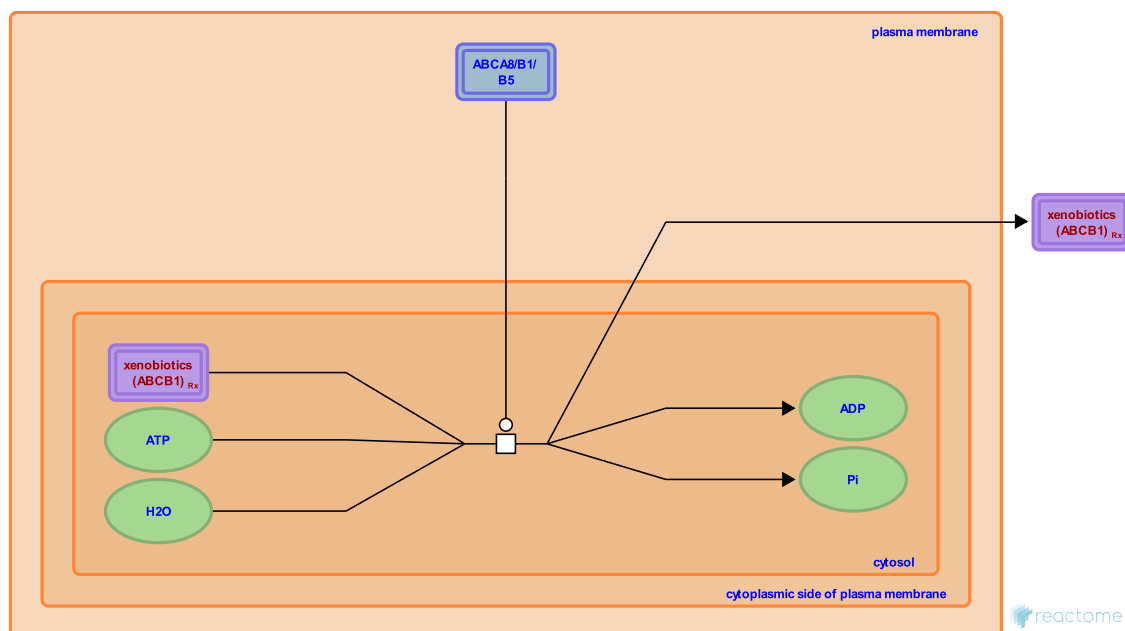 plasma membrane
ABCA8/B1/
B5
xenobiotics
(ABCB1) Rx
xenobiotics
(ABCB1) Rx
ATP
ADP
Pi
H2O
cytosol
cytoplasmic side of plasma membrane
reactome